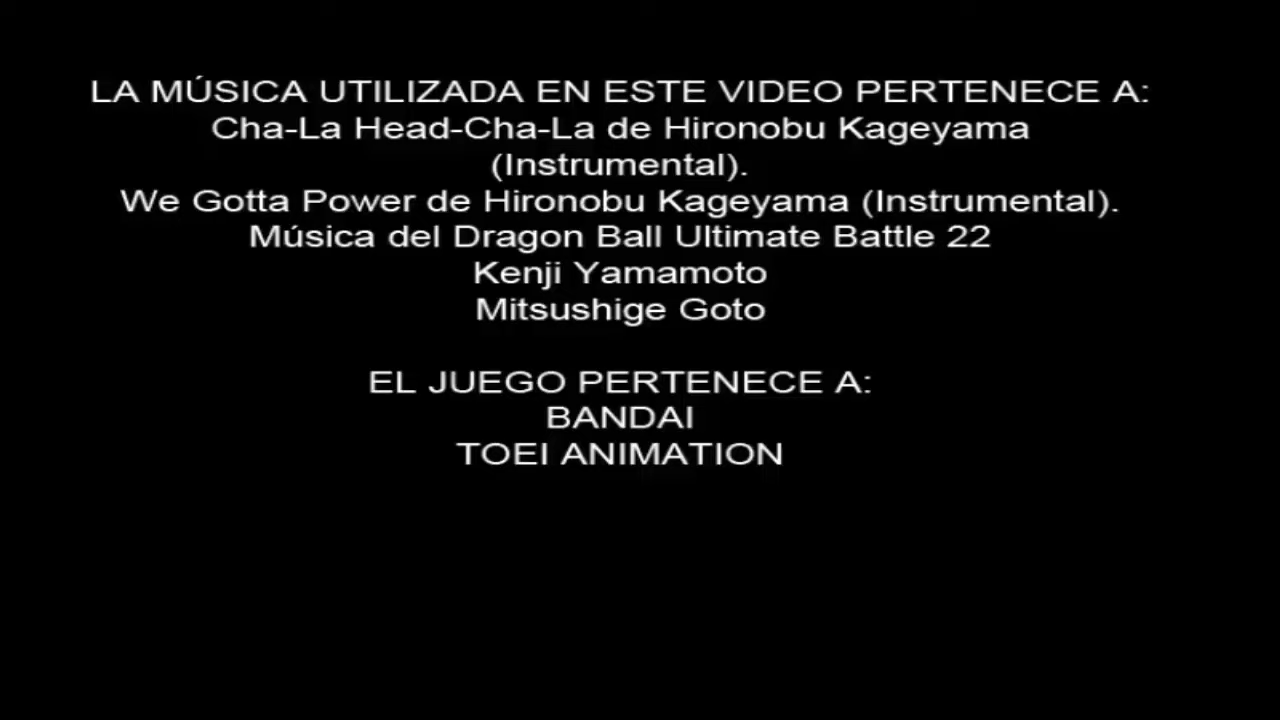 LA MÚSICA UTILIZADA EN ESTE VIDEO PERTENECE A:
Cha-La Head-Cha-La de Hironobu Kageyama
(Instrumental).
We Gotta Power de Hironobu Kageyama (Instrumental).
Música del Dragon Ball Ultimate Battle 22
Kenji Yamamoto
Mitsushige Goto
EL JUEGO PERTENECE A:
BANDAI
TOEI ANIMATION